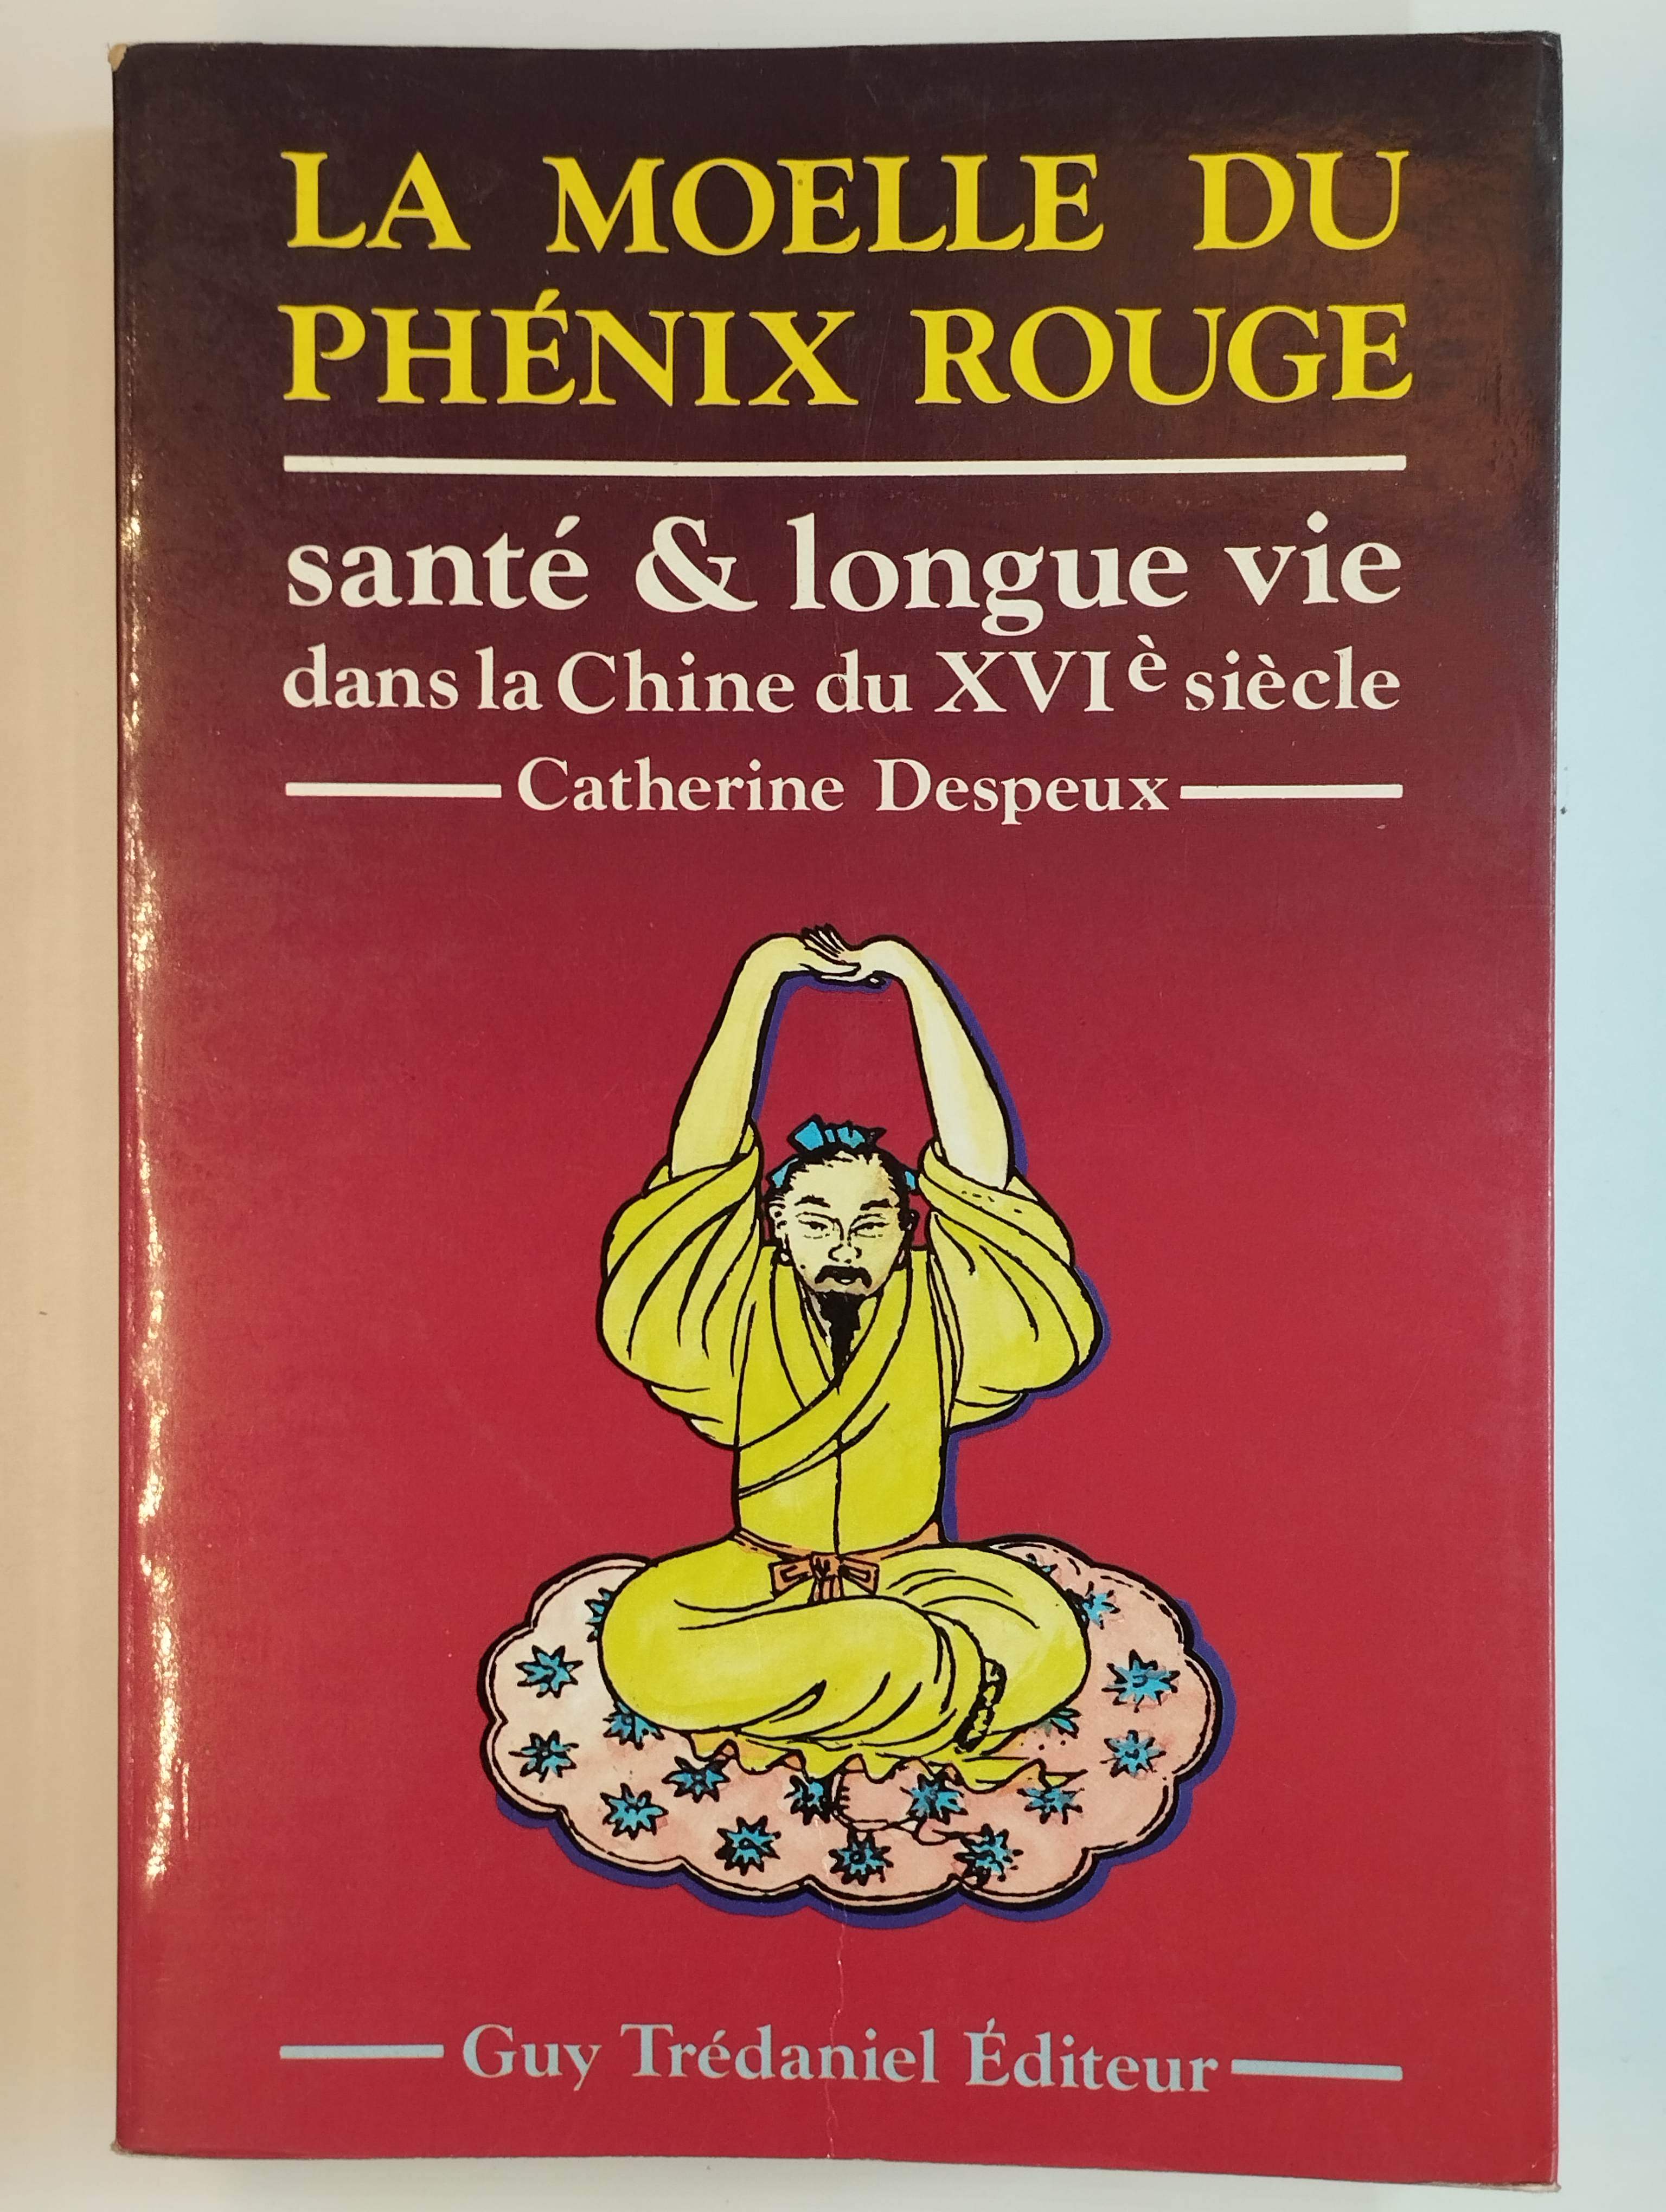 LA MOELLE DU
PHÉNIX ROUGE
santé & longue vie
dans la Chine du XVIè siècle
Catherine Despeux
Guy Trédaniel Éditeur